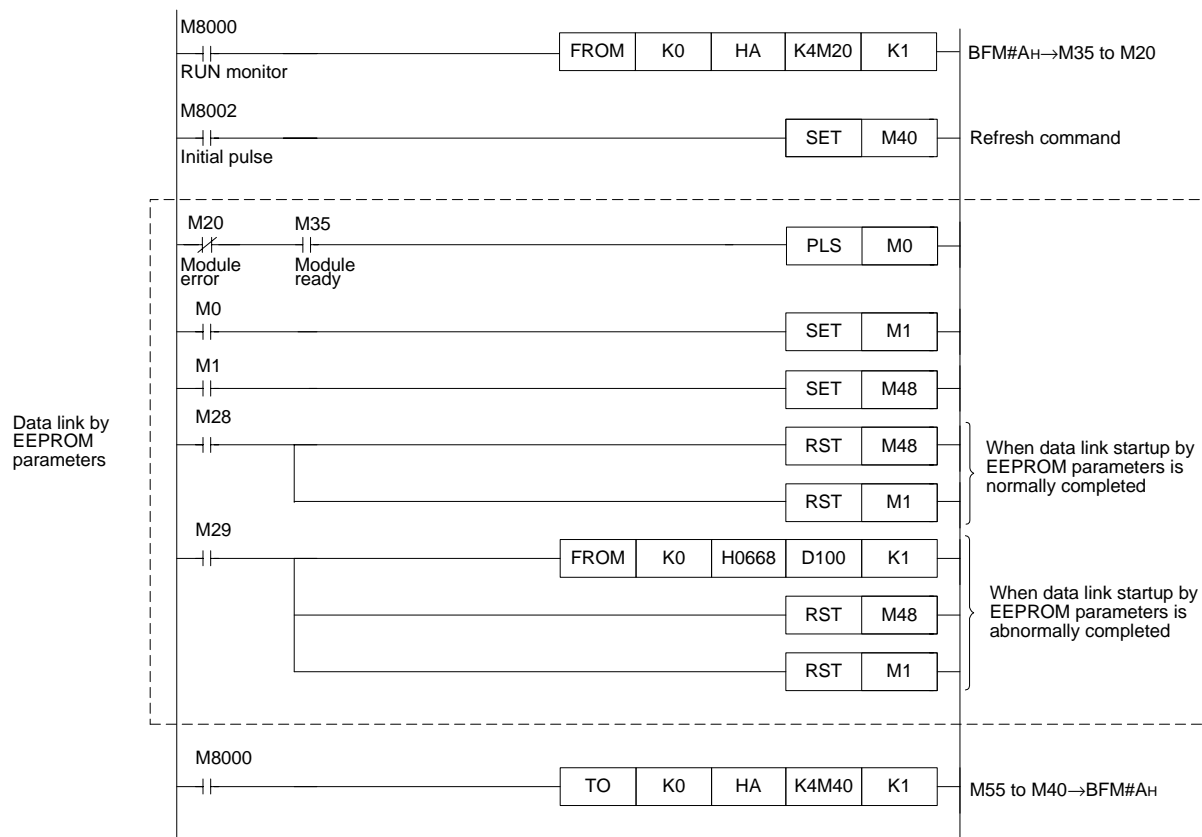 M8000
FROM K0 HA K4M20 K1
BFM#AH→M35 to M20
RUN monitor
M8002
SET M40
Refresh command
Initial pulse
M20 M35
PLS M0
Module
error
Module
ready
M0
SET M1
M1
SET M48
Data link by
EEPROM
parameters
M28
RST M48
RST M1
When data link startup by
EEPROM parameters is
normally completed
M29
FROM K0 H0668 D100 K1
RST M48
RST M1
When data link startup by
EEPROM parameters is
abnormally completed
M8000
TO K0 HA K4M40 K1
M55 to M40→BFM#AH